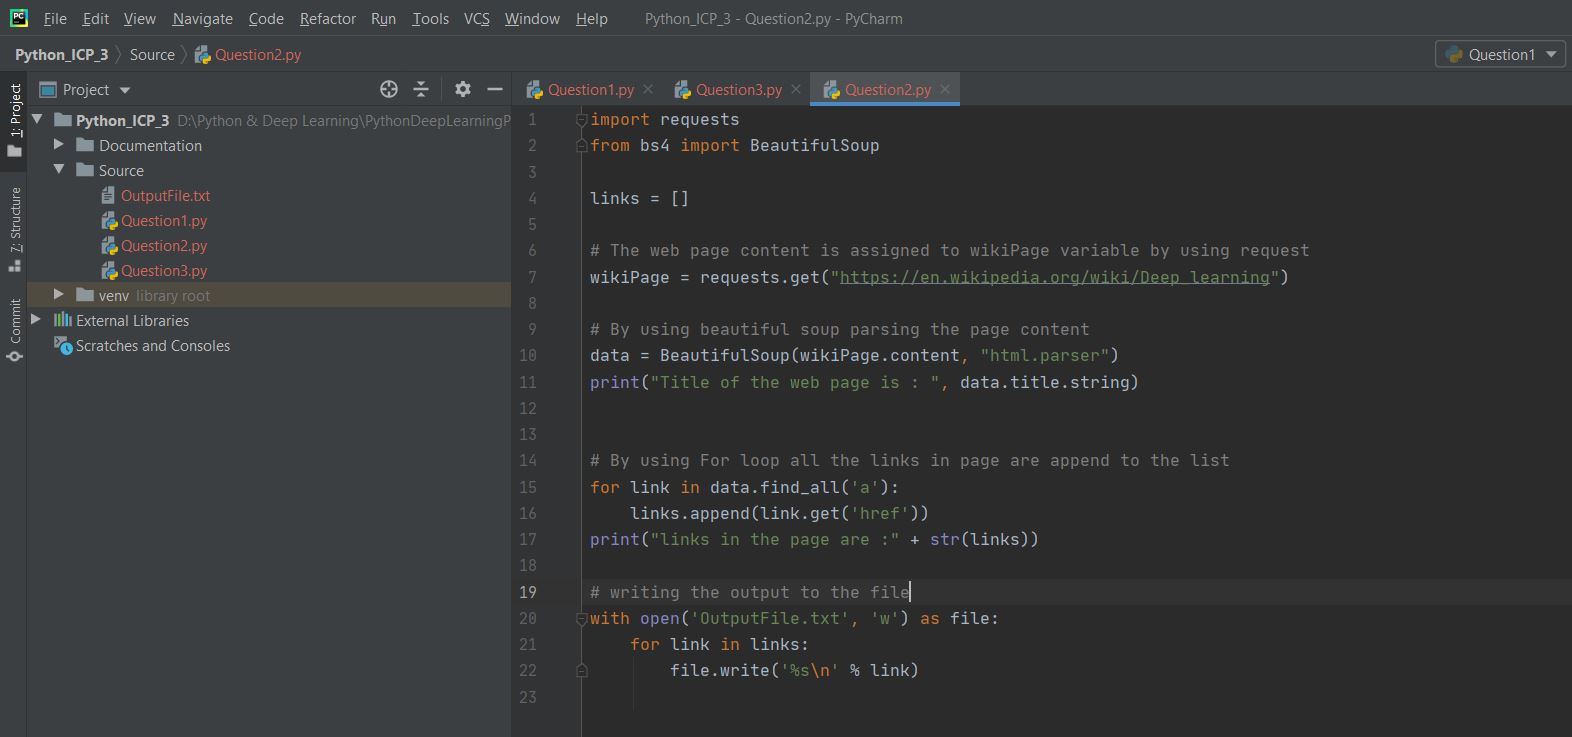 PC File Edit View Navigate Code Refactor Run Tools VCS Window Help Python_ICP_3 - Question2.py - PyCharm
Python_ICP_3 Source Question2.py Question1
1: Project
7: Structure
Commit
Project
Python_ICP_3 D:\Python & Deep Learning\PythonDeepLearningP
Documentation
Source
OutputFile.txt
Question1.py
Question2.py
Question3.py
venv library root
External Libraries
Scratches and Consoles
Question1.py Question3.py Question2.py
1 import requests
2 from bs4 import BeautifulSoup
3
4 links = []
5
6 # The web page content is assigned to wikiPage variable by using request
7 wikiPage = requests.get("https://en.wikipedia.org/wiki/Deep_learning")
8
9 # By using beautiful soup parsing the page content
10 data = BeautifulSoup(wikiPage.content, "html.parser")
11 print("Title of the web page is : ", data.title.string)
12
13
14 # By using For loop all the links in page are append to the list
15 for link in data.find_all('a'):
16     links.append(link.get('href'))
17 print("links in the page are :" + str(links))
18
19 # writing the output to the file
20 with open('OutputFile.txt', 'w') as file:
21     for link in links:
22         file.write('%s\n' % link)
23